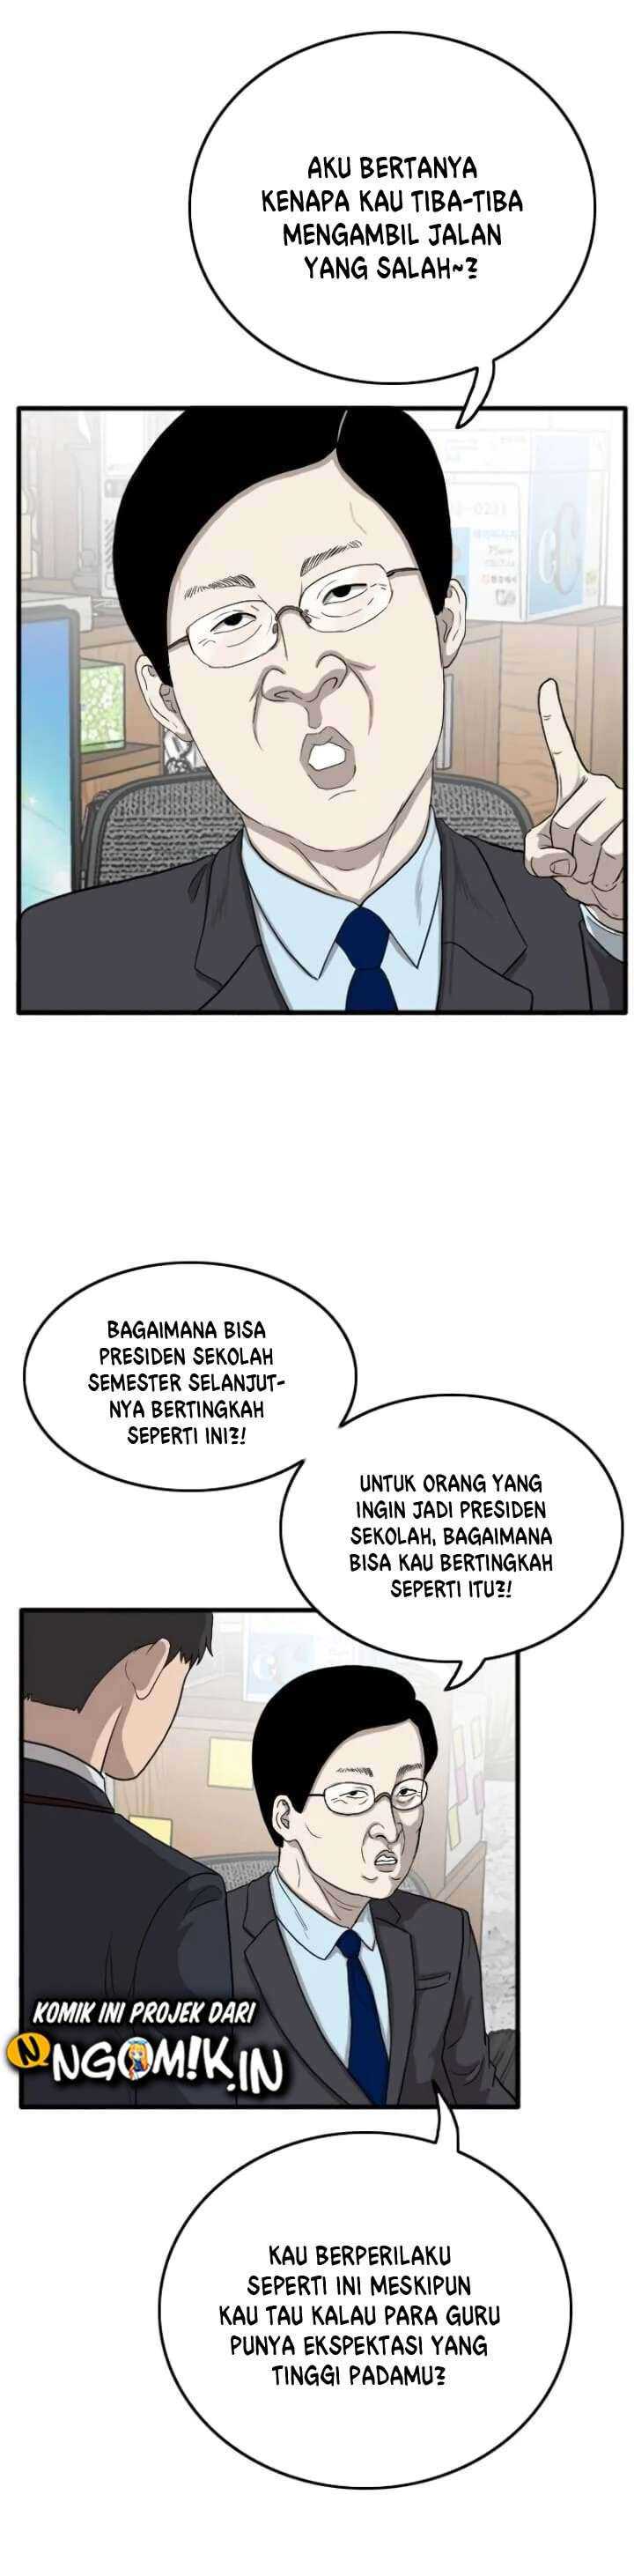 AKU BERTANYA
KENAPA KAU TIBA-TIBA
MENGAMBIL JALAN
YANG SALAH~?
-0231
BAGAIMANA BISA
PRESIDEN SEKOLAH
SEMESTER SELANJUT-
NYA BERTINGKAH
SEPERTI INI?!
UNTUK ORANG YANG
INGIN JADI PRESIDEN
SEKOLAH, BAGAIMANA
BISA KAU BERTINGKAH
SEPERTI ITU?!
KOMIK INI PROJEK DARI
N NGOMIK.IN
KAU BERPERILAKU
SEPERTI INI MESKIPUN
KAU TAU KALAU PARA GURU
PUNYA EKSPEKTASI YANG
TINGGI PADAMU?